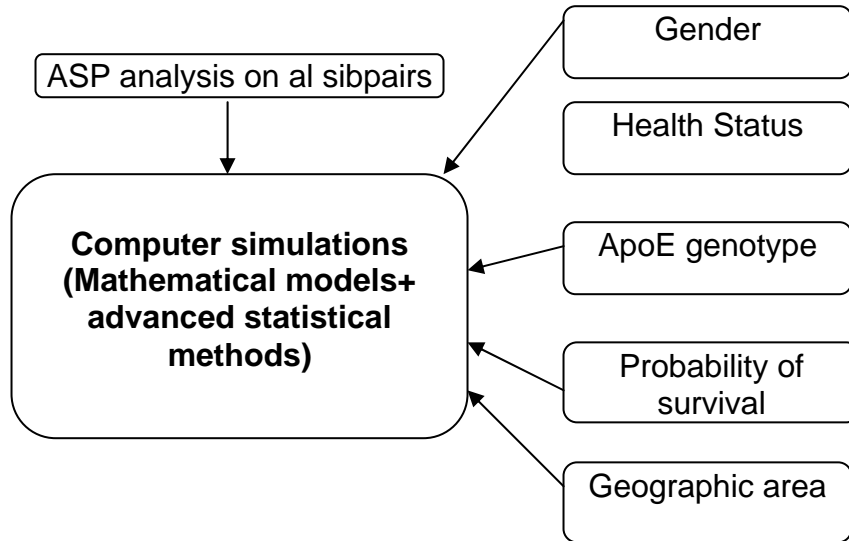 ASP analysis on al sibpairs
Computer simulations
(Mathematical models+
advanced statistical
methods)
Gender
Health Status
ApoE genotype
Probability of
survival
Geographic area